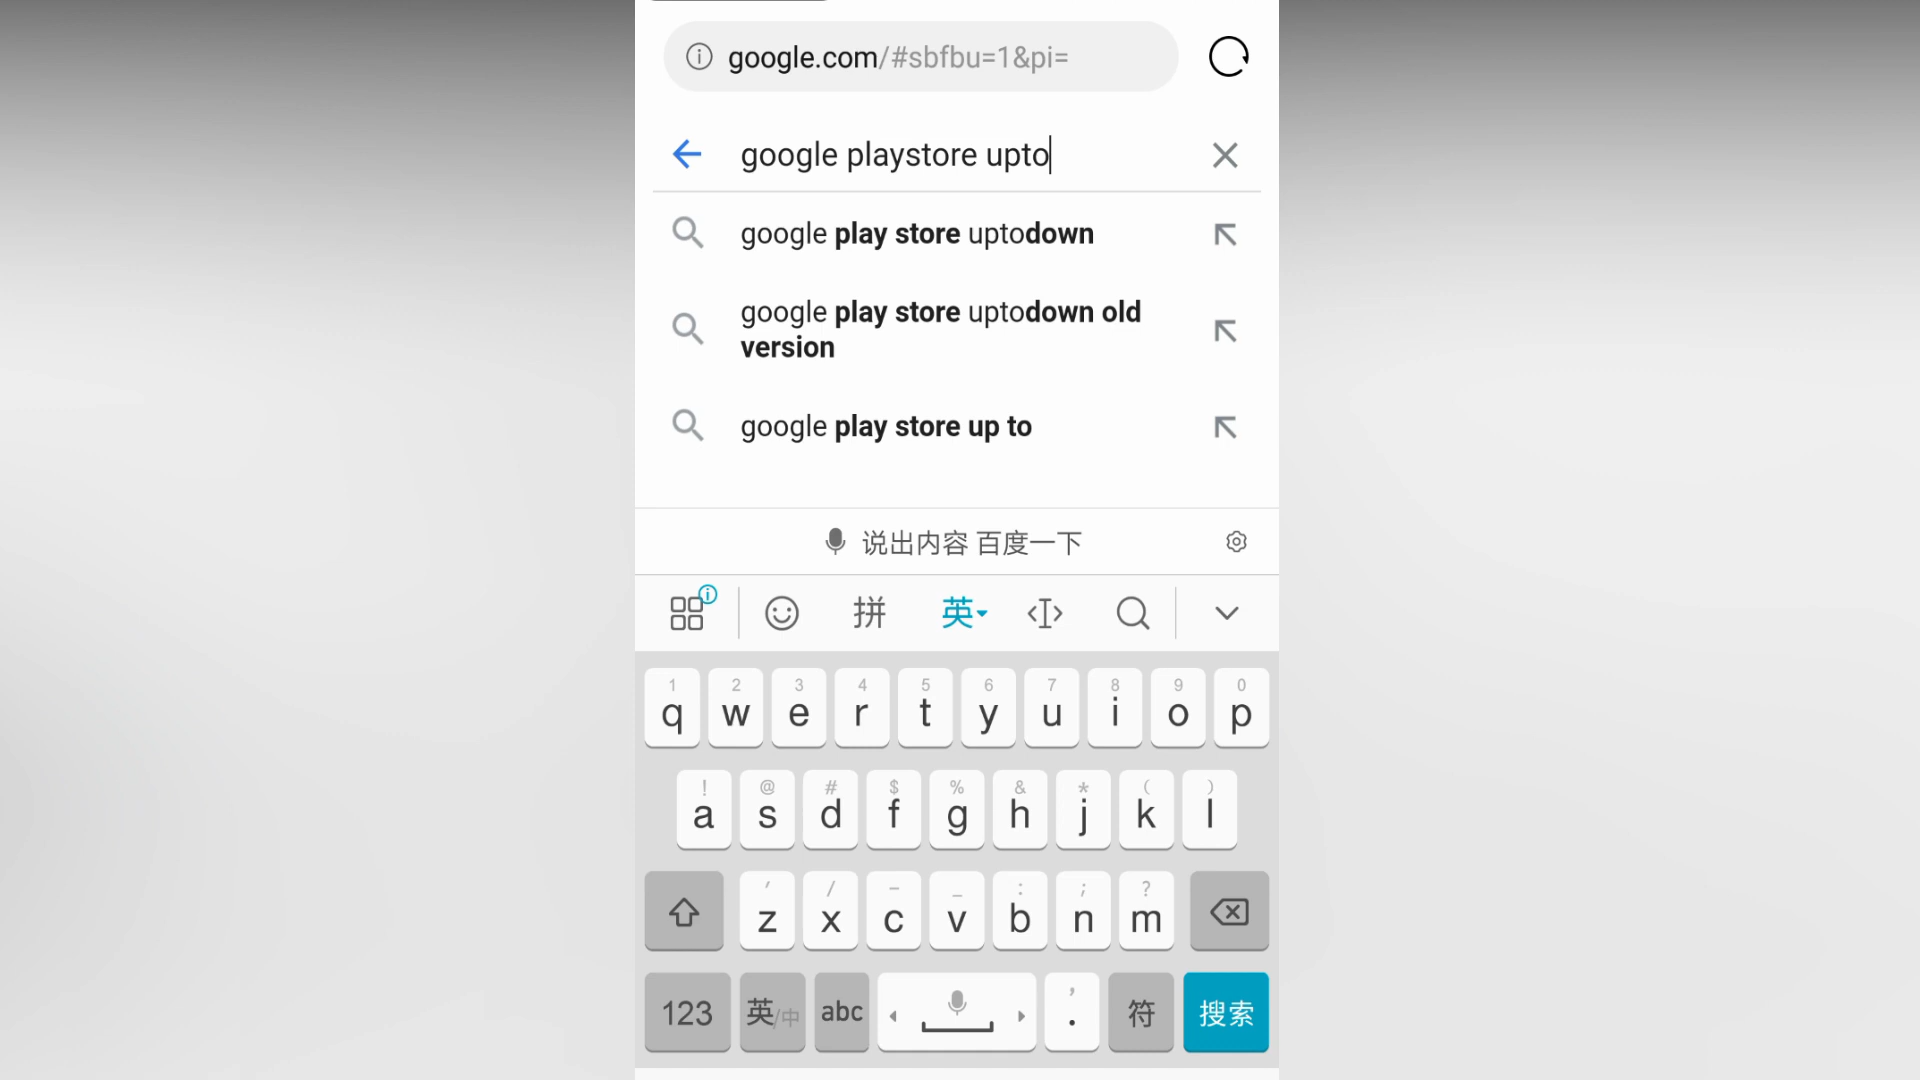 google.com/#sbfbu=1&pi=
google playstore upto
google play store uptodown
google play store uptodown old
version
google play store up to
说出内容 百度一下
拼 英
1 2 3 4 5 6 7 8 9 0
q w e r t y u i o p
! @ # $ % & * ( )
a s d f g h j k l
' / - _ : ; ?
z x c v b n m
123 英/中 abc , . 符 搜索